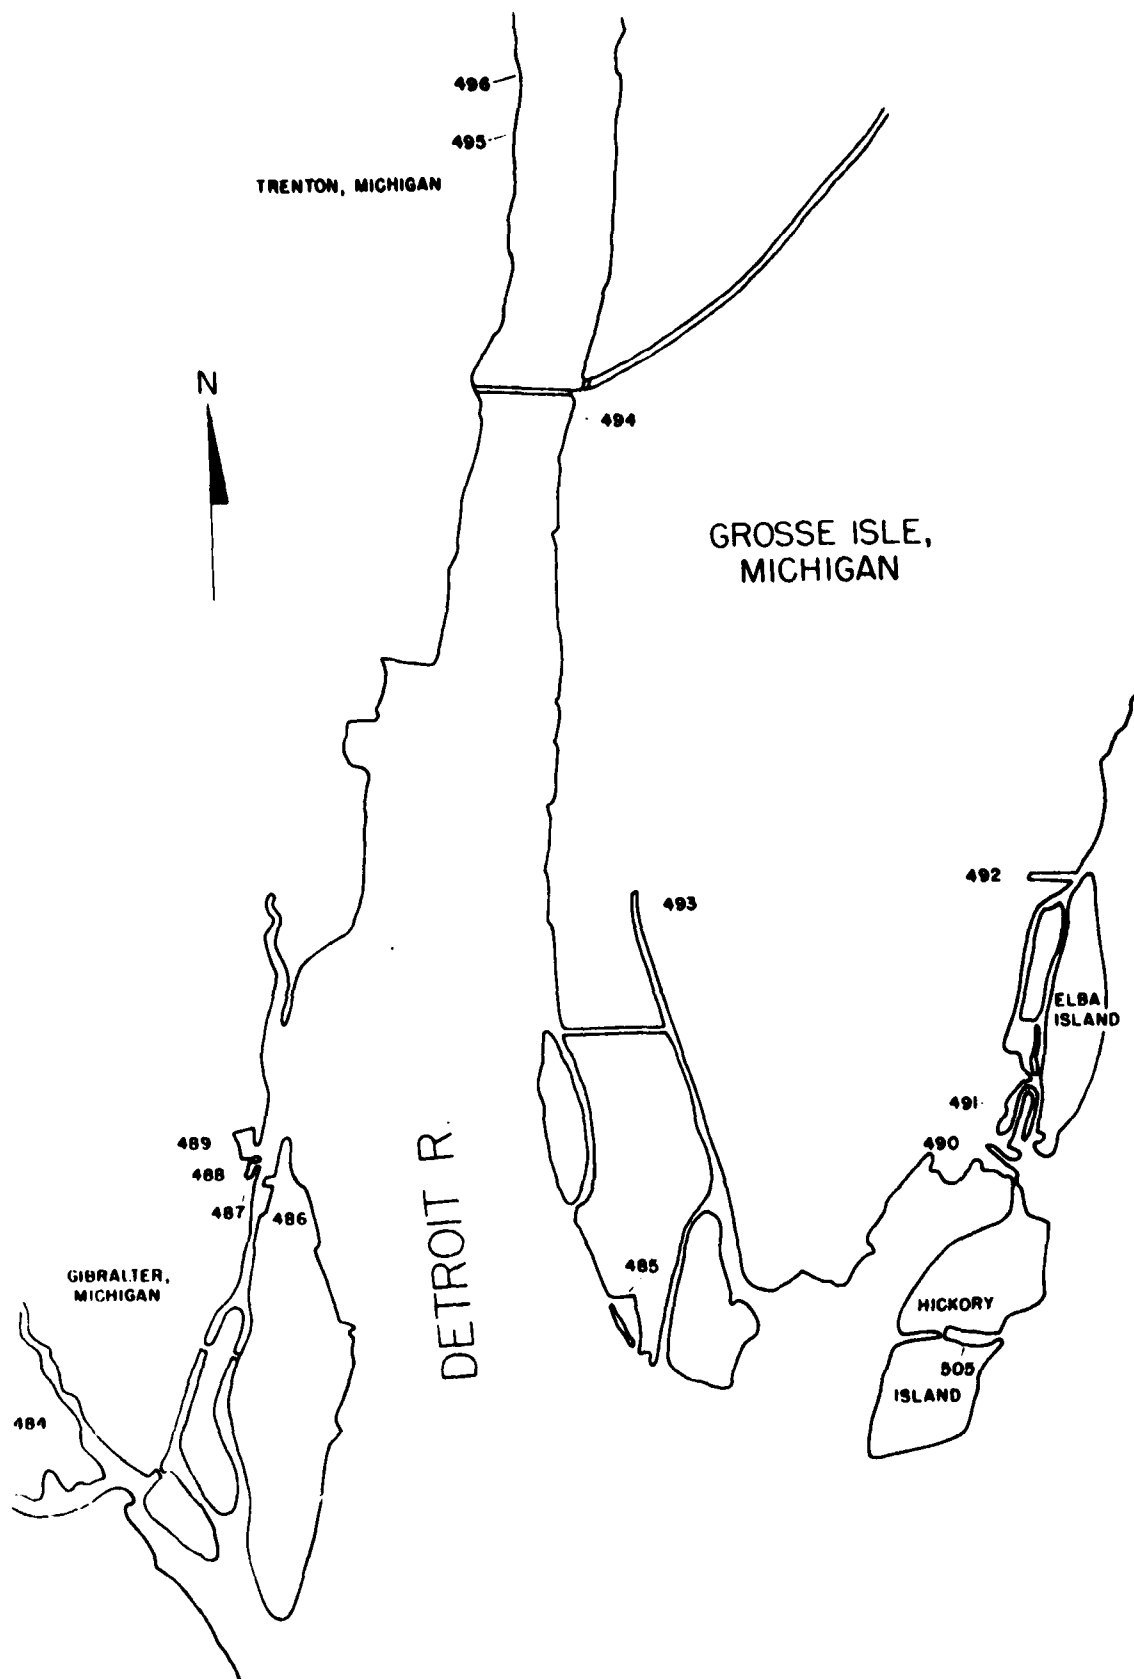 496
495
TRENTON, MICHIGAN
N
494
GROSSE ISLE,
MICHIGAN
492
493
ELBA
ISLAND
491
490
489
488
487
486
DETROIT R.
485
GIBRALTER,
MICHIGAN
HICKORY
505
ISLAND
484